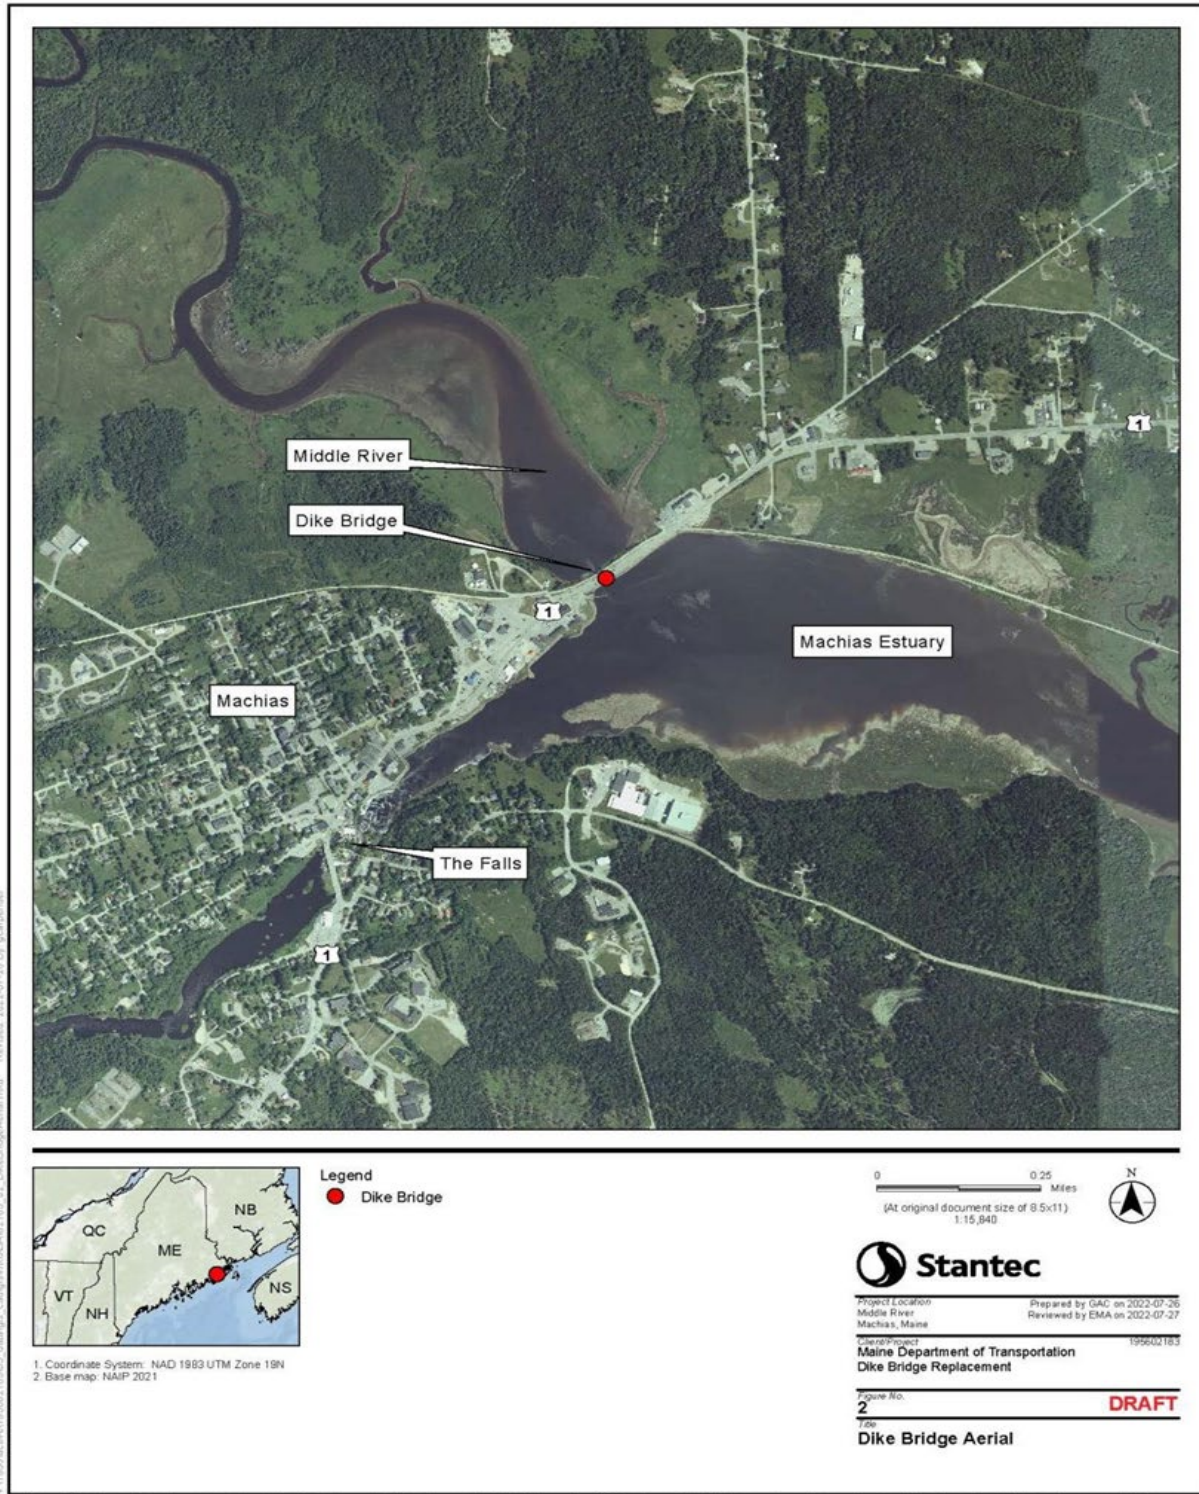 1
Middle River
Dike Bridge
1
Machias Estuary
Machias
The Falls
1
QC
NB
ME
VT
NH
NS
1. Coordinate System: NAD 1983 UTM Zone 19N
2. Base map: NAIP 2021
Legend
Dike Bridge
0 0.25
Miles
(At original document size of 8.5x11)
1:15,840
N
Stantec
Project Location
Middle River
Machias, Maine
Prepared by GAC on 2022-07-26
Reviewed by EMA on 2022-07-27
Client/Project
195602183
Maine Department of Transportation
Dike Bridge Replacement
Figure No.
2
DRAFT
Title
Dike Bridge Aerial